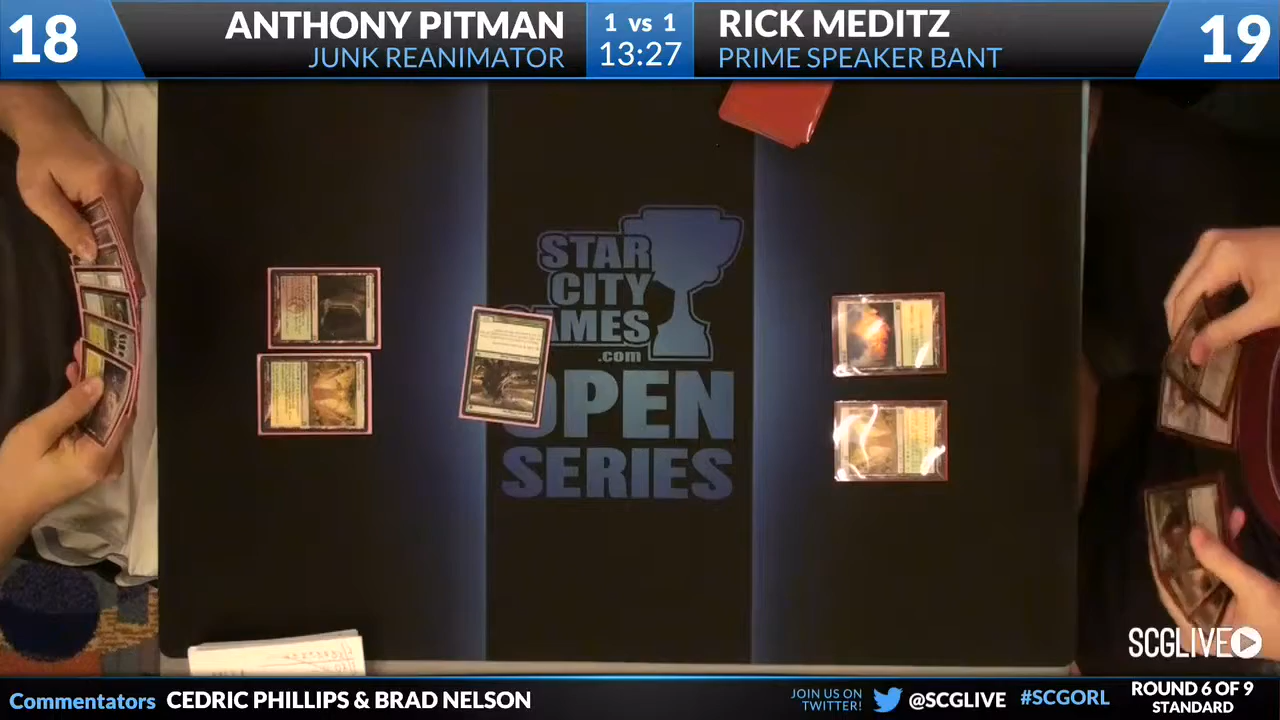 18
ANTHONY PITMAN
JUNK REANIMATOR
1 vs 1
13:27
RICK MEDITZ
PRIME SPEAKER BANT
19
STAR
CITY
GAMES
.com
OPEN
SERIES
SCGLIVE
Commentators CEDRIC PHILLIPS & BRAD NELSON
JOIN US ON
TWITTER!
@SCGLIVE
#SCGORL
ROUND 6 OF 9
STANDARD